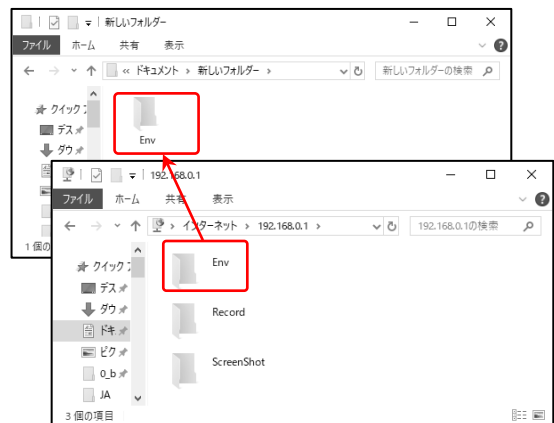 新しいフォルダー
ファイル ホーム 共有 表示
« ドキュメント › 新しいフォルダー ›
新しいフォルダーの検索
クイック
デス
ダウ
Env
1 個の
192.168.0.1
ファイル ホーム 共有 表示
› インターネット › 192.168.0.1 ›
192.168.0.1の検索
クイック
デス
ダウ
ドキ
ピク
0_b
JA
Env
Record
ScreenShot
3 個の項目